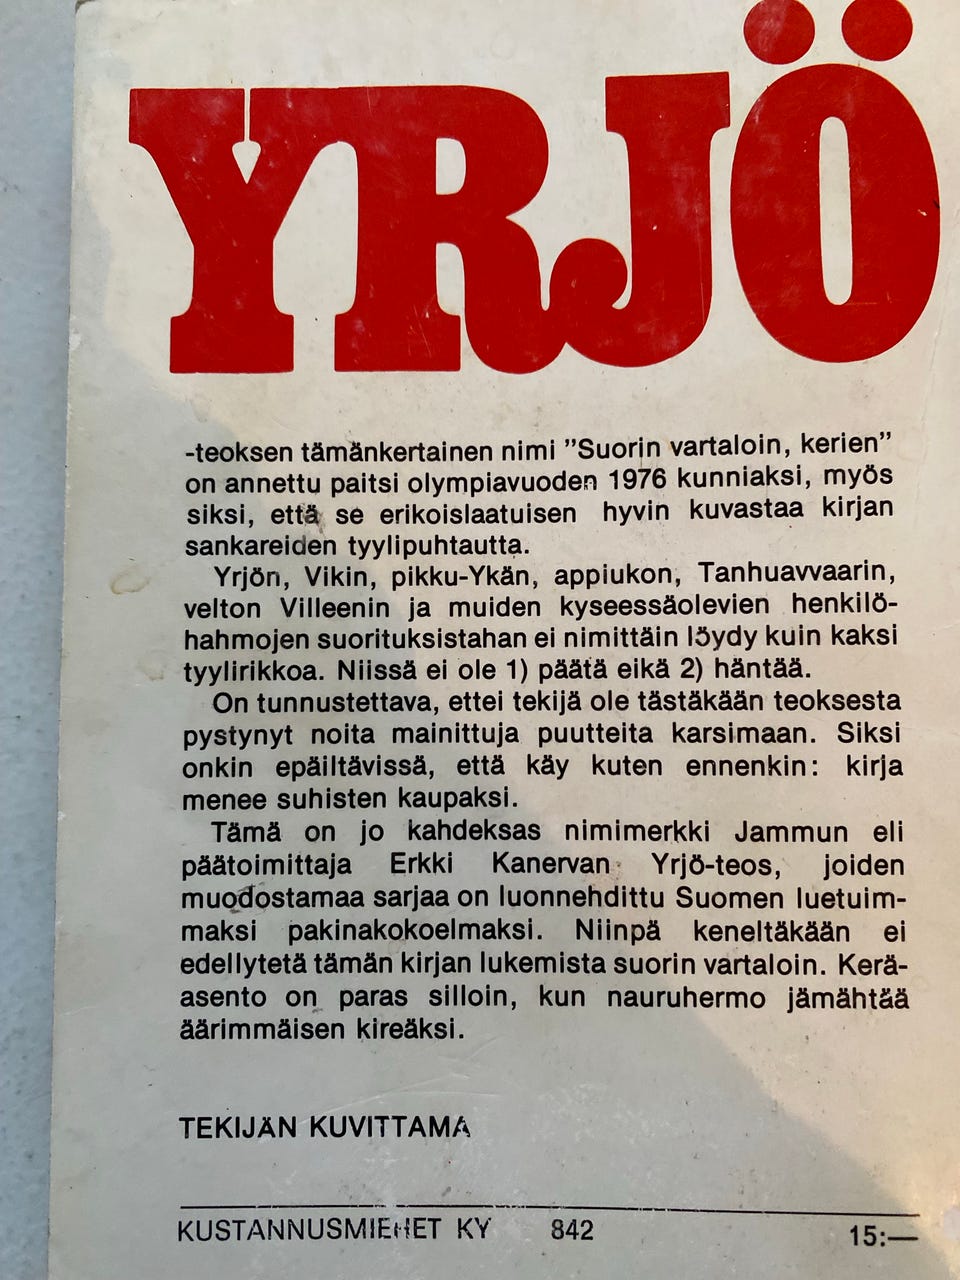 YRJÖ
-teoksen tämänkertainen nimi ”Suorin vartaloin, kerien”
on annettu paitsi olympiavuoden 1976 kunniaksi, myös
siksi, että se erikoislaatuisen hyvin kuvastaa kirjan
sankareiden tyylipuhtautta.
Yrjön, Vikin, pikku-Ykän, appiukon, Tanhuavvaarin,
velton Villeenin ja muiden kyseessäolevien henkilö-
hahmojen suorituksistahan ei nimittäin löydy kuin kaksi
tyylirikkoa. Niissä ei ole 1) päätä eikä 2) häntää.
On tunnustettava, ettei tekijä ole tästäkään teoksesta
pystynyt noita mainittuja puutteita karsimaan. Siksi
onkin epäiltävissä, että käy kuten ennenkin: kirja
menee suhisten kaupaksi.
Tämä on jo kahdeksas nimimerkki Jammun eli
päätoimittaja Erkki Kanervan Yrjö-teos, joiden
muodostamaa sarjaa on luonnehdittu Suomen luetuim-
maksi pakinakokoelmaksi. Niinpä keneltäkään ei
edellytetä tämän kirjan lukemista suorin vartaloin. Kerä-
asento on paras silloin, kun nauruhermo jämähtää
äärimmäisen kireäksi.
TEKIJÄN KUVITTAMA
KUSTANNUSMIEHET KY 842 15:—